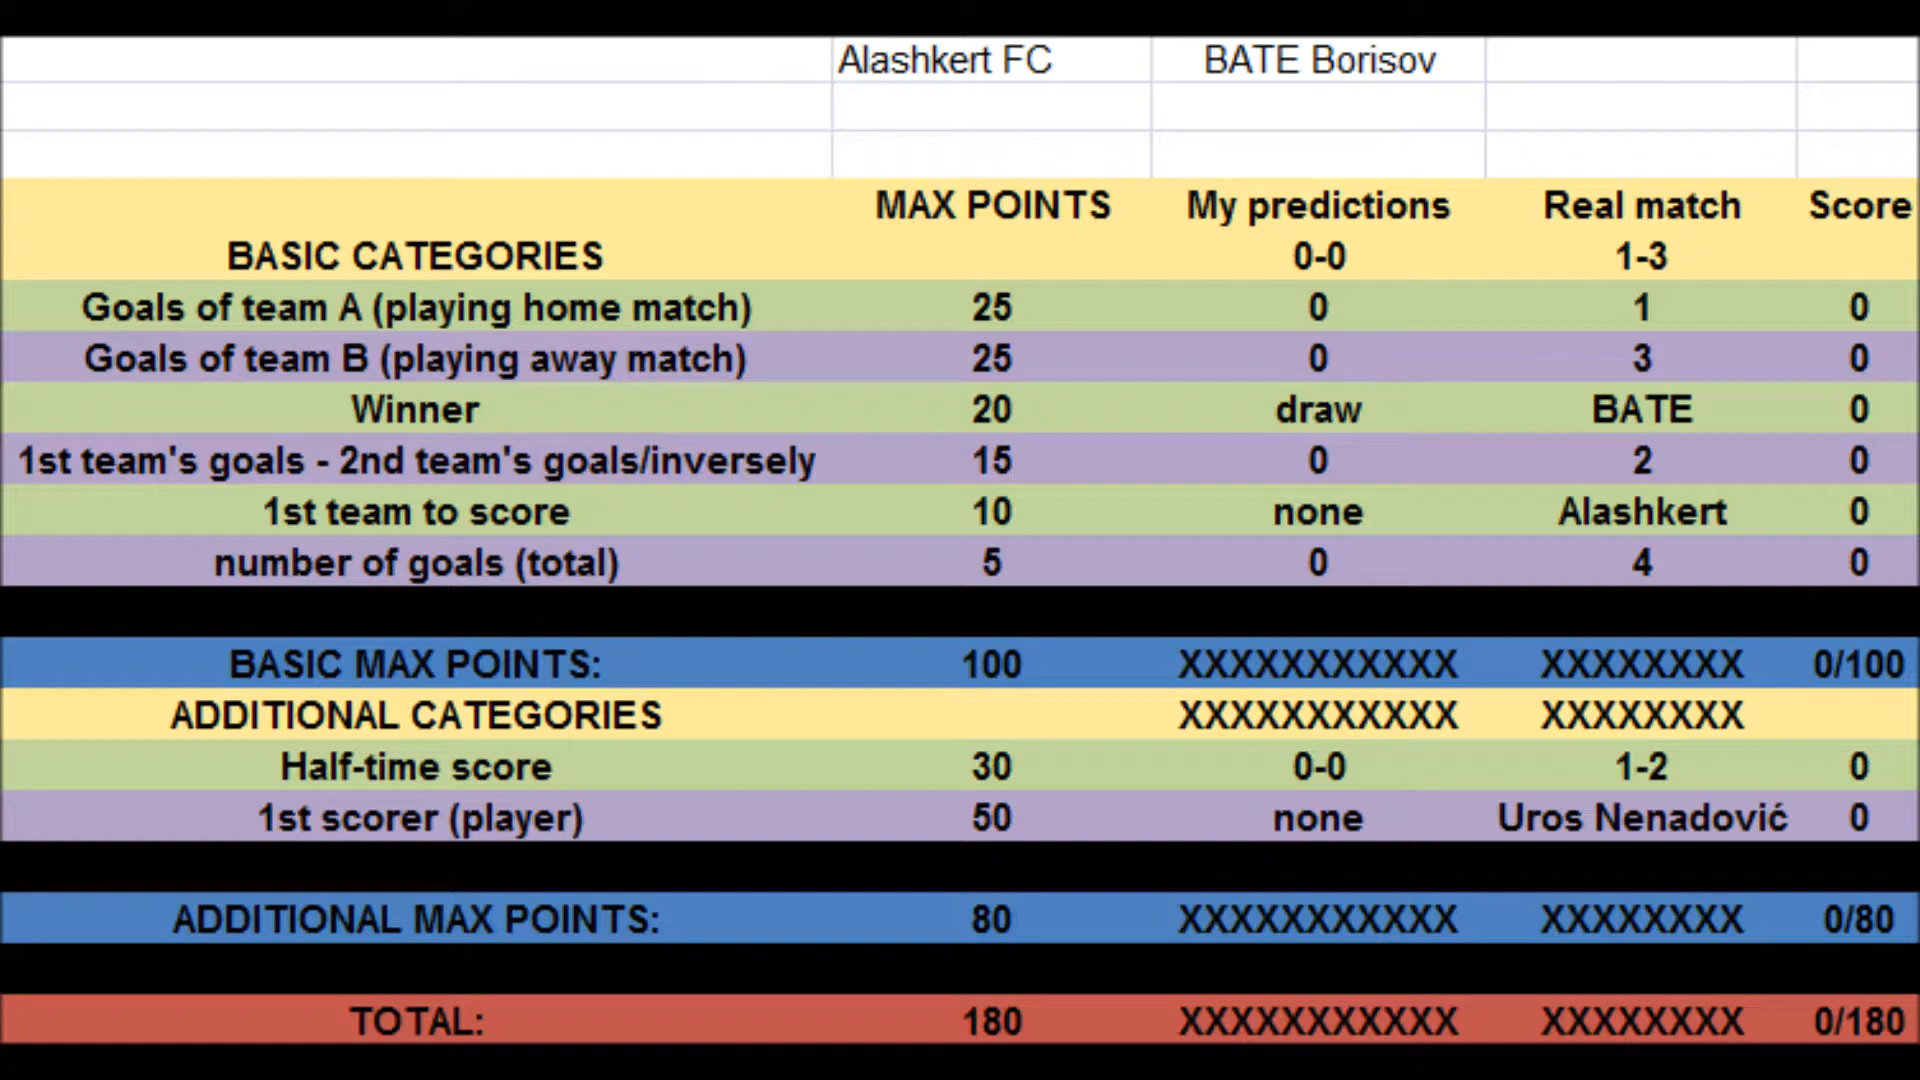 Alashkert FC BATE Borisov
MAX POINTS My predictions Real match Score
BASIC CATEGORIES 0-0 1-3
Goals of team A (playing home match) 25 0 1 0
Goals of team B (playing away match) 25 0 3 0
Winner 20 draw BATE 0
1st team's goals - 2nd team's goals/inversely 15 0 2 0
1st team to score 10 none Alashkert 0
number of goals (total) 5 0 4 0
BASIC MAX POINTS: 100 XXXXXXXXXXX XXXXXXXX 0/100
ADDITIONAL CATEGORIES XXXXXXXXXXX XXXXXXXX
Half-time score 30 0-0 1-2 0
1st scorer (player) 50 none Uros Nenadović 0
ADDITIONAL MAX POINTS: 80 XXXXXXXXXXX XXXXXXXX 0/80
TOTAL: 180 XXXXXXXXXXX XXXXXXXX 0/180